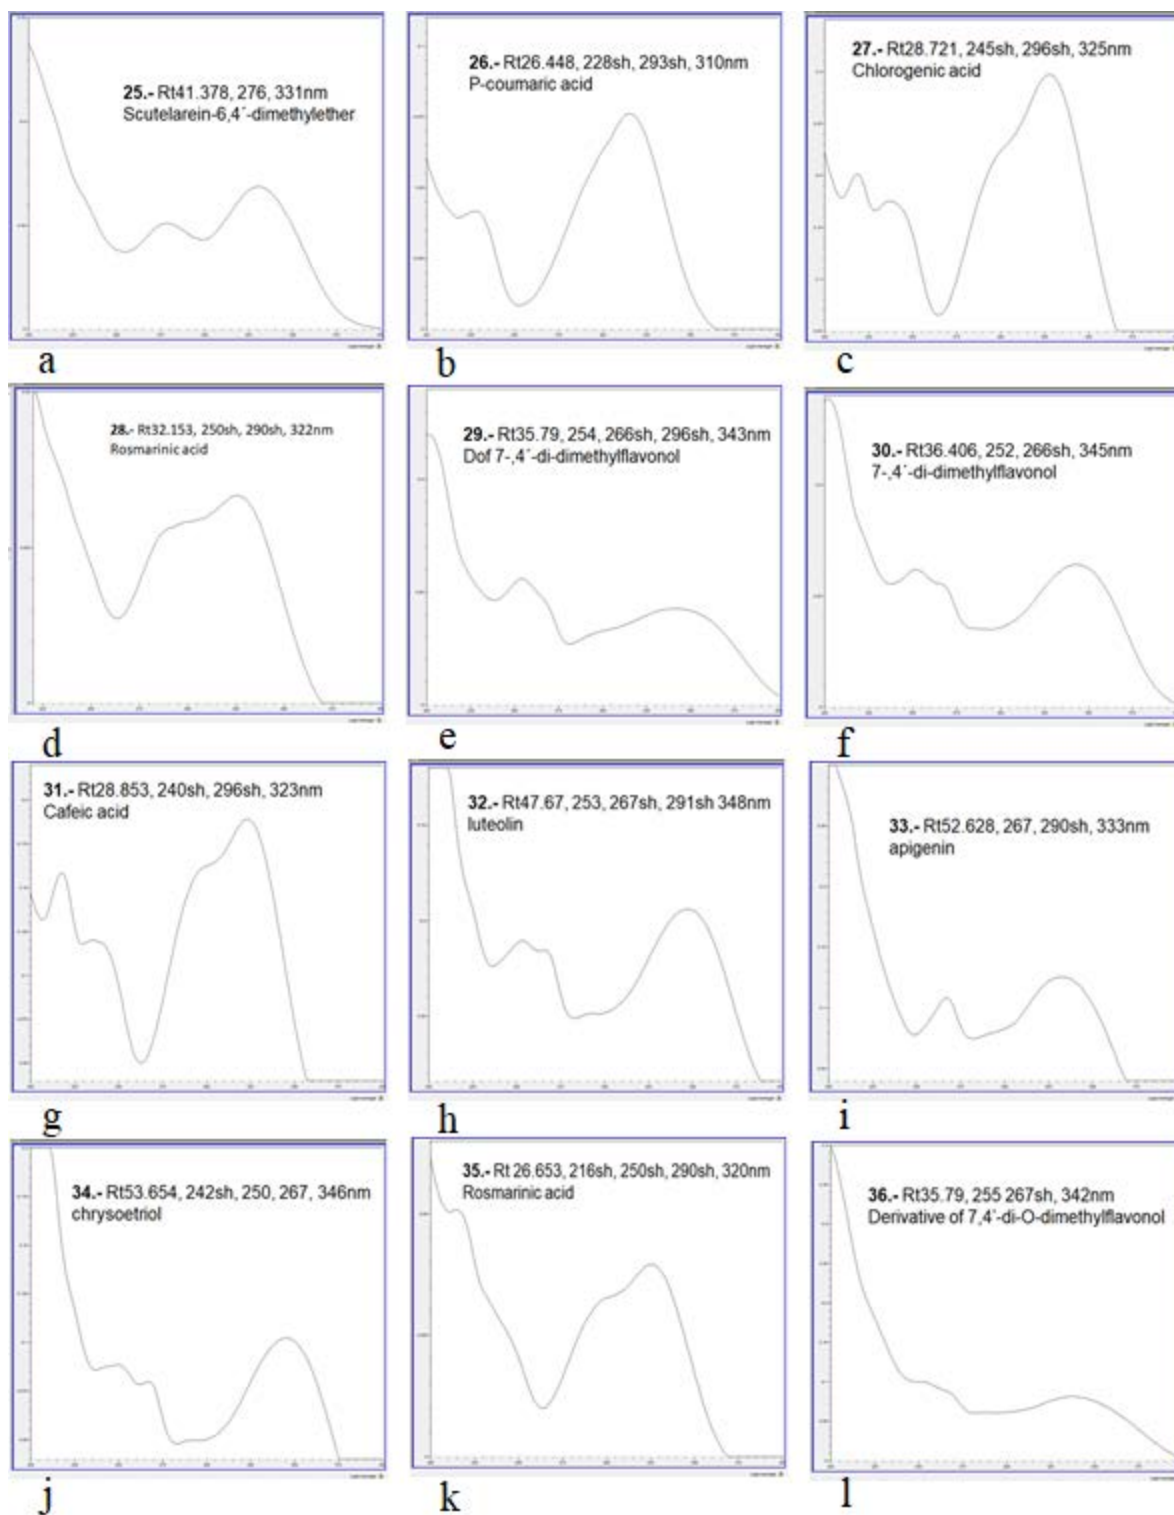 25.- Rt41.378, 276, 331nm
Scutelarein-6,4´-dimethylether
26.- Rt26.448, 228sh, 293sh, 310nm
P-coumaric acid
27.- Rt28.721, 245sh, 296sh, 325nm
Chlorogenic acid
a
b
c
28.- Rt32.153, 250sh, 290sh, 322nm
Rosmarinic acid
29.- Rt35.79, 254, 266sh, 296sh, 343nm
Dof 7-,4´-di-dimethylflavonol
30.- Rt36.406, 252, 266sh, 345nm
7-,4´-di-dimethylflavonol
d
e
f
31.- Rt28.853, 240sh, 296sh, 323nm
Cafeic acid
32.- Rt47.67, 253, 267sh, 291sh 348nm
luteolin
33.- Rt52.628, 267, 290sh, 333nm
apigenin
g
h
i
34.- Rt53.654, 242sh, 250, 267, 346nm
chrysoetriol
35.- Rt 26.653, 216sh, 250sh, 290sh, 320nm
Rosmarinic acid
36.- Rt35.79, 255 267sh, 342nm
Derivative of 7,4´-di-O-dimethylflavonol
j
k
l